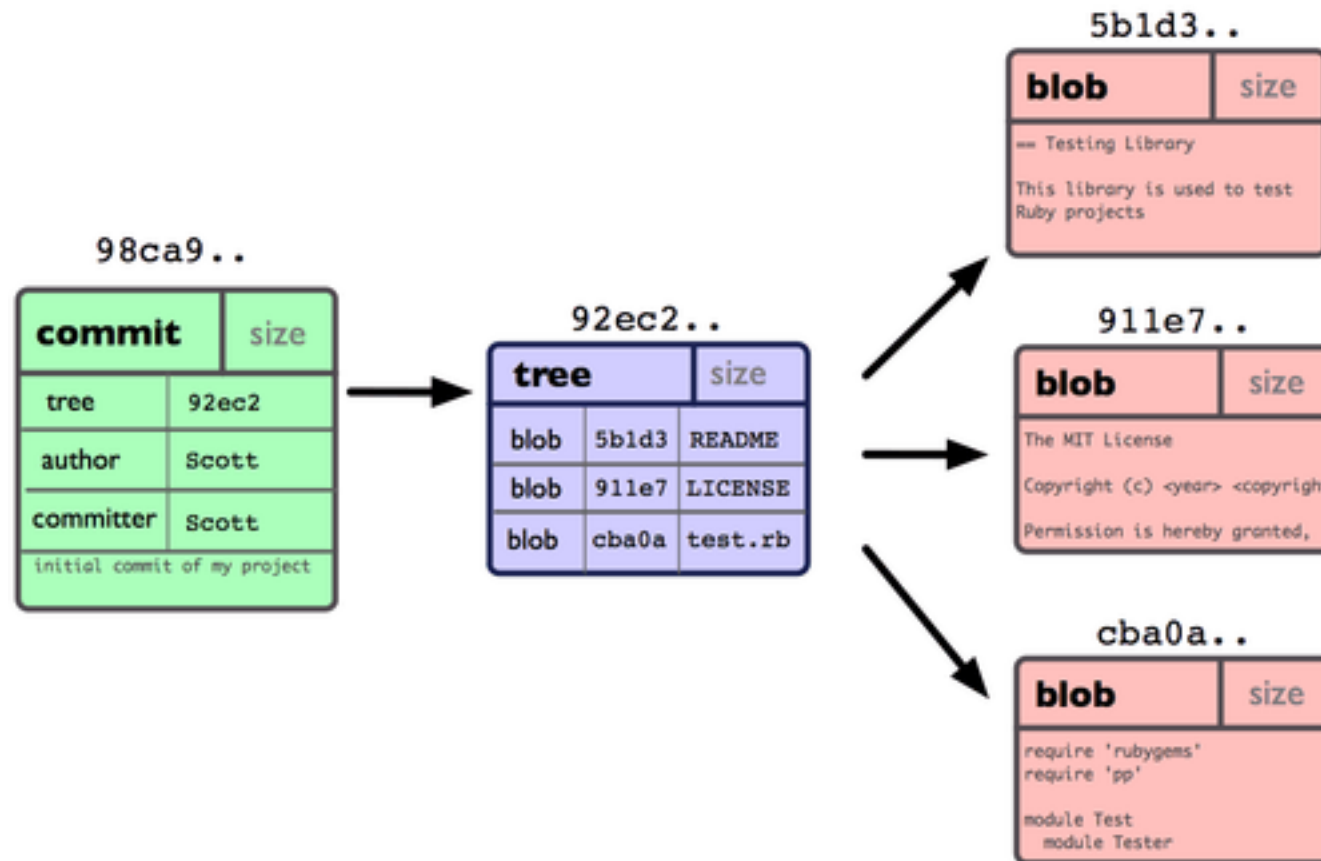 98ca9..
commit size
tree 92ec2
author Scott
committer Scott
initial commit of my project
92ec2..
tree size
blob 5b1d3 README
blob 911e7 LICENSE
blob cba0a test.rb
5b1d3..
blob size
== Testing Library
This library is used to test
Ruby projects
911e7..
blob size
The MIT License
Copyright (c) <year> <copyrigh
Permission is hereby granted,
cba0a..
blob size
require 'rubygems'
require 'pp'
module Test
module Tester